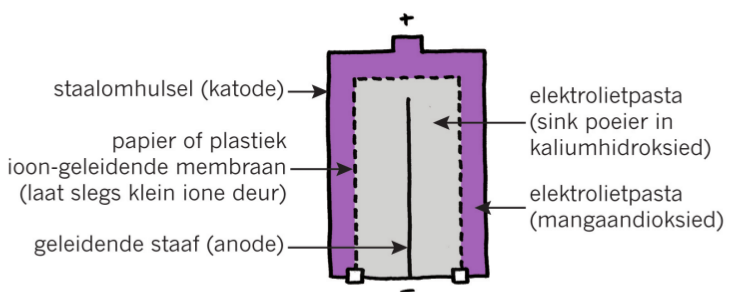 +
staalomhulsel (katode)
papier of plastiek
ioon-geleidende membraan
(laat slegs klein ione deur)
geleidende staaf (anode)
elektrolietpasta
(sink poeier in
kaliumhidroksied)
elektrolietpasta
(mangaandioksied)
–